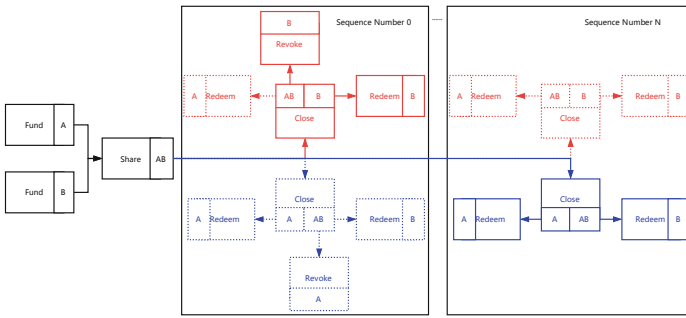 Sequence Number 0
Sequence Number N
B
Revoke
A Redeem
AB B
Close
Redeem B
A Redeem
AB B
Close
Redeem B
Fund A
Share AB
Fund B
Close
A AB
A Redeem
Redeem B
Revoke
A
Close
A AB
A Redeem
Redeem B